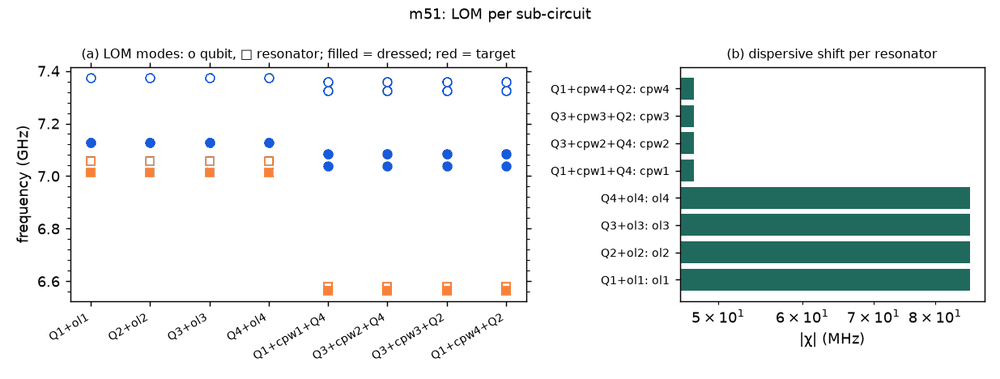 m51: LOM per sub-circuit
(a) LOM modes: o qubit, □ resonator; filled = dressed; red = target
frequency (GHz)
7.4
7.2
7.0
6.8
6.6
Q1+ol1
Q2+ol2
Q3+ol3
Q4+ol4
Q1+cpw1+Q4
Q3+cpw2+Q4
Q3+cpw3+Q2
Q1+cpw4+Q2
(b) dispersive shift per resonator
Q1+cpw4+Q2: cpw4
Q3+cpw3+Q2: cpw3
Q3+cpw2+Q4: cpw2
Q1+cpw1+Q4: cpw1
Q4+ol4: ol4
Q3+ol3: ol3
Q2+ol2: ol2
Q1+ol1: ol1
5 × 10¹
6 × 10¹
7 × 10¹
8 × 10¹
|χ| (MHz)